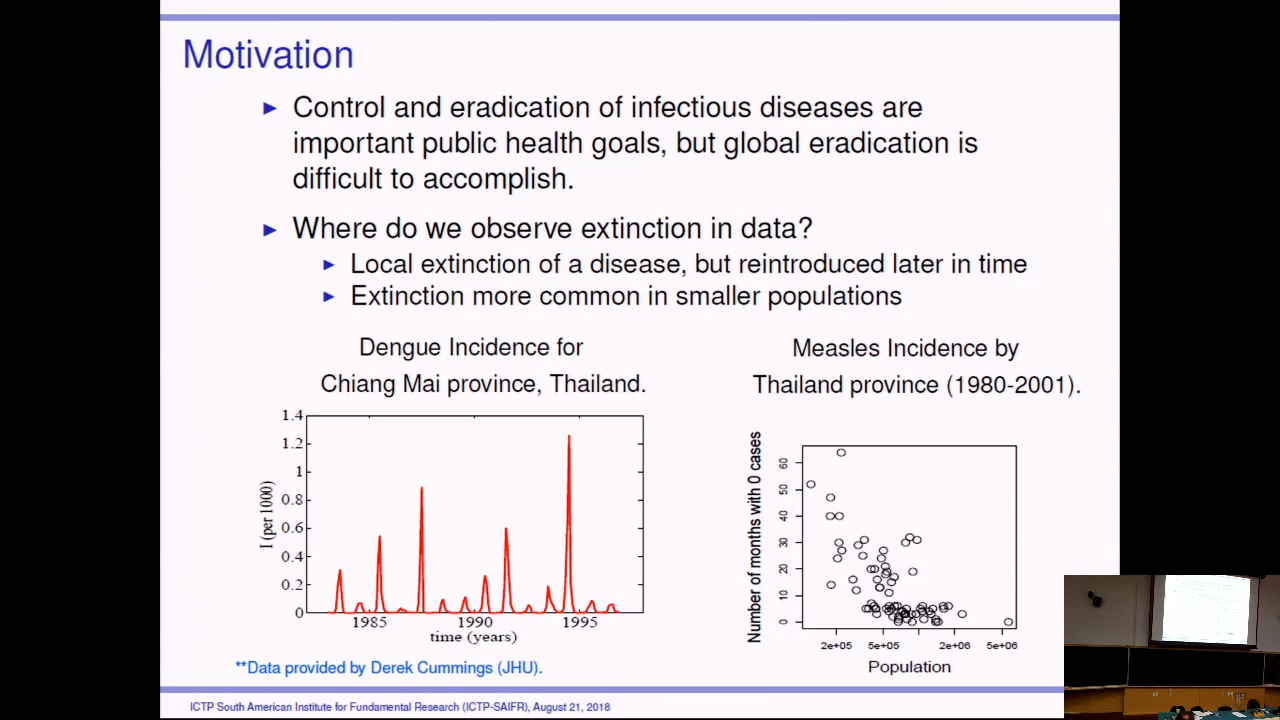 Motivation
Control and eradication of infectious diseases are
important public health goals, but global eradication is
difficult to accomplish.
Where do we observe extinction in data?
Local extinction of a disease, but reintroduced later in time
Extinction more common in smaller populations
Dengue Incidence for
Chiang Mai province, Thailand.
1.4
1.2
1
0.8
0.6
0.4
0.2
0
I (per 1000)
1985
1990
1995
time (years)
Measles Incidence by
Thailand province (1980-2001).
Number of months with 0 cases
60
50
40
30
20
10
0
2e+05
5e+05
2e+06
5e+06
Population
**Data provided by Derek Cummings (JHU).
ICTP South American Institute for Fundamental Research (ICTP-SAIFR), August 21, 2018